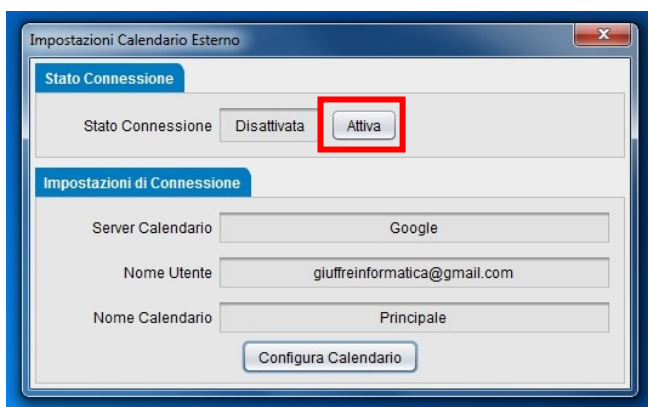 Impostazioni Calendario Esterno
Stato Connessione
Stato Connessione Disattivata Attiva
Impostazioni di Connessione
Server Calendario Google
Nome Utente giuffreinformatica@gmail.com
Nome Calendario Principale
Configura Calendario